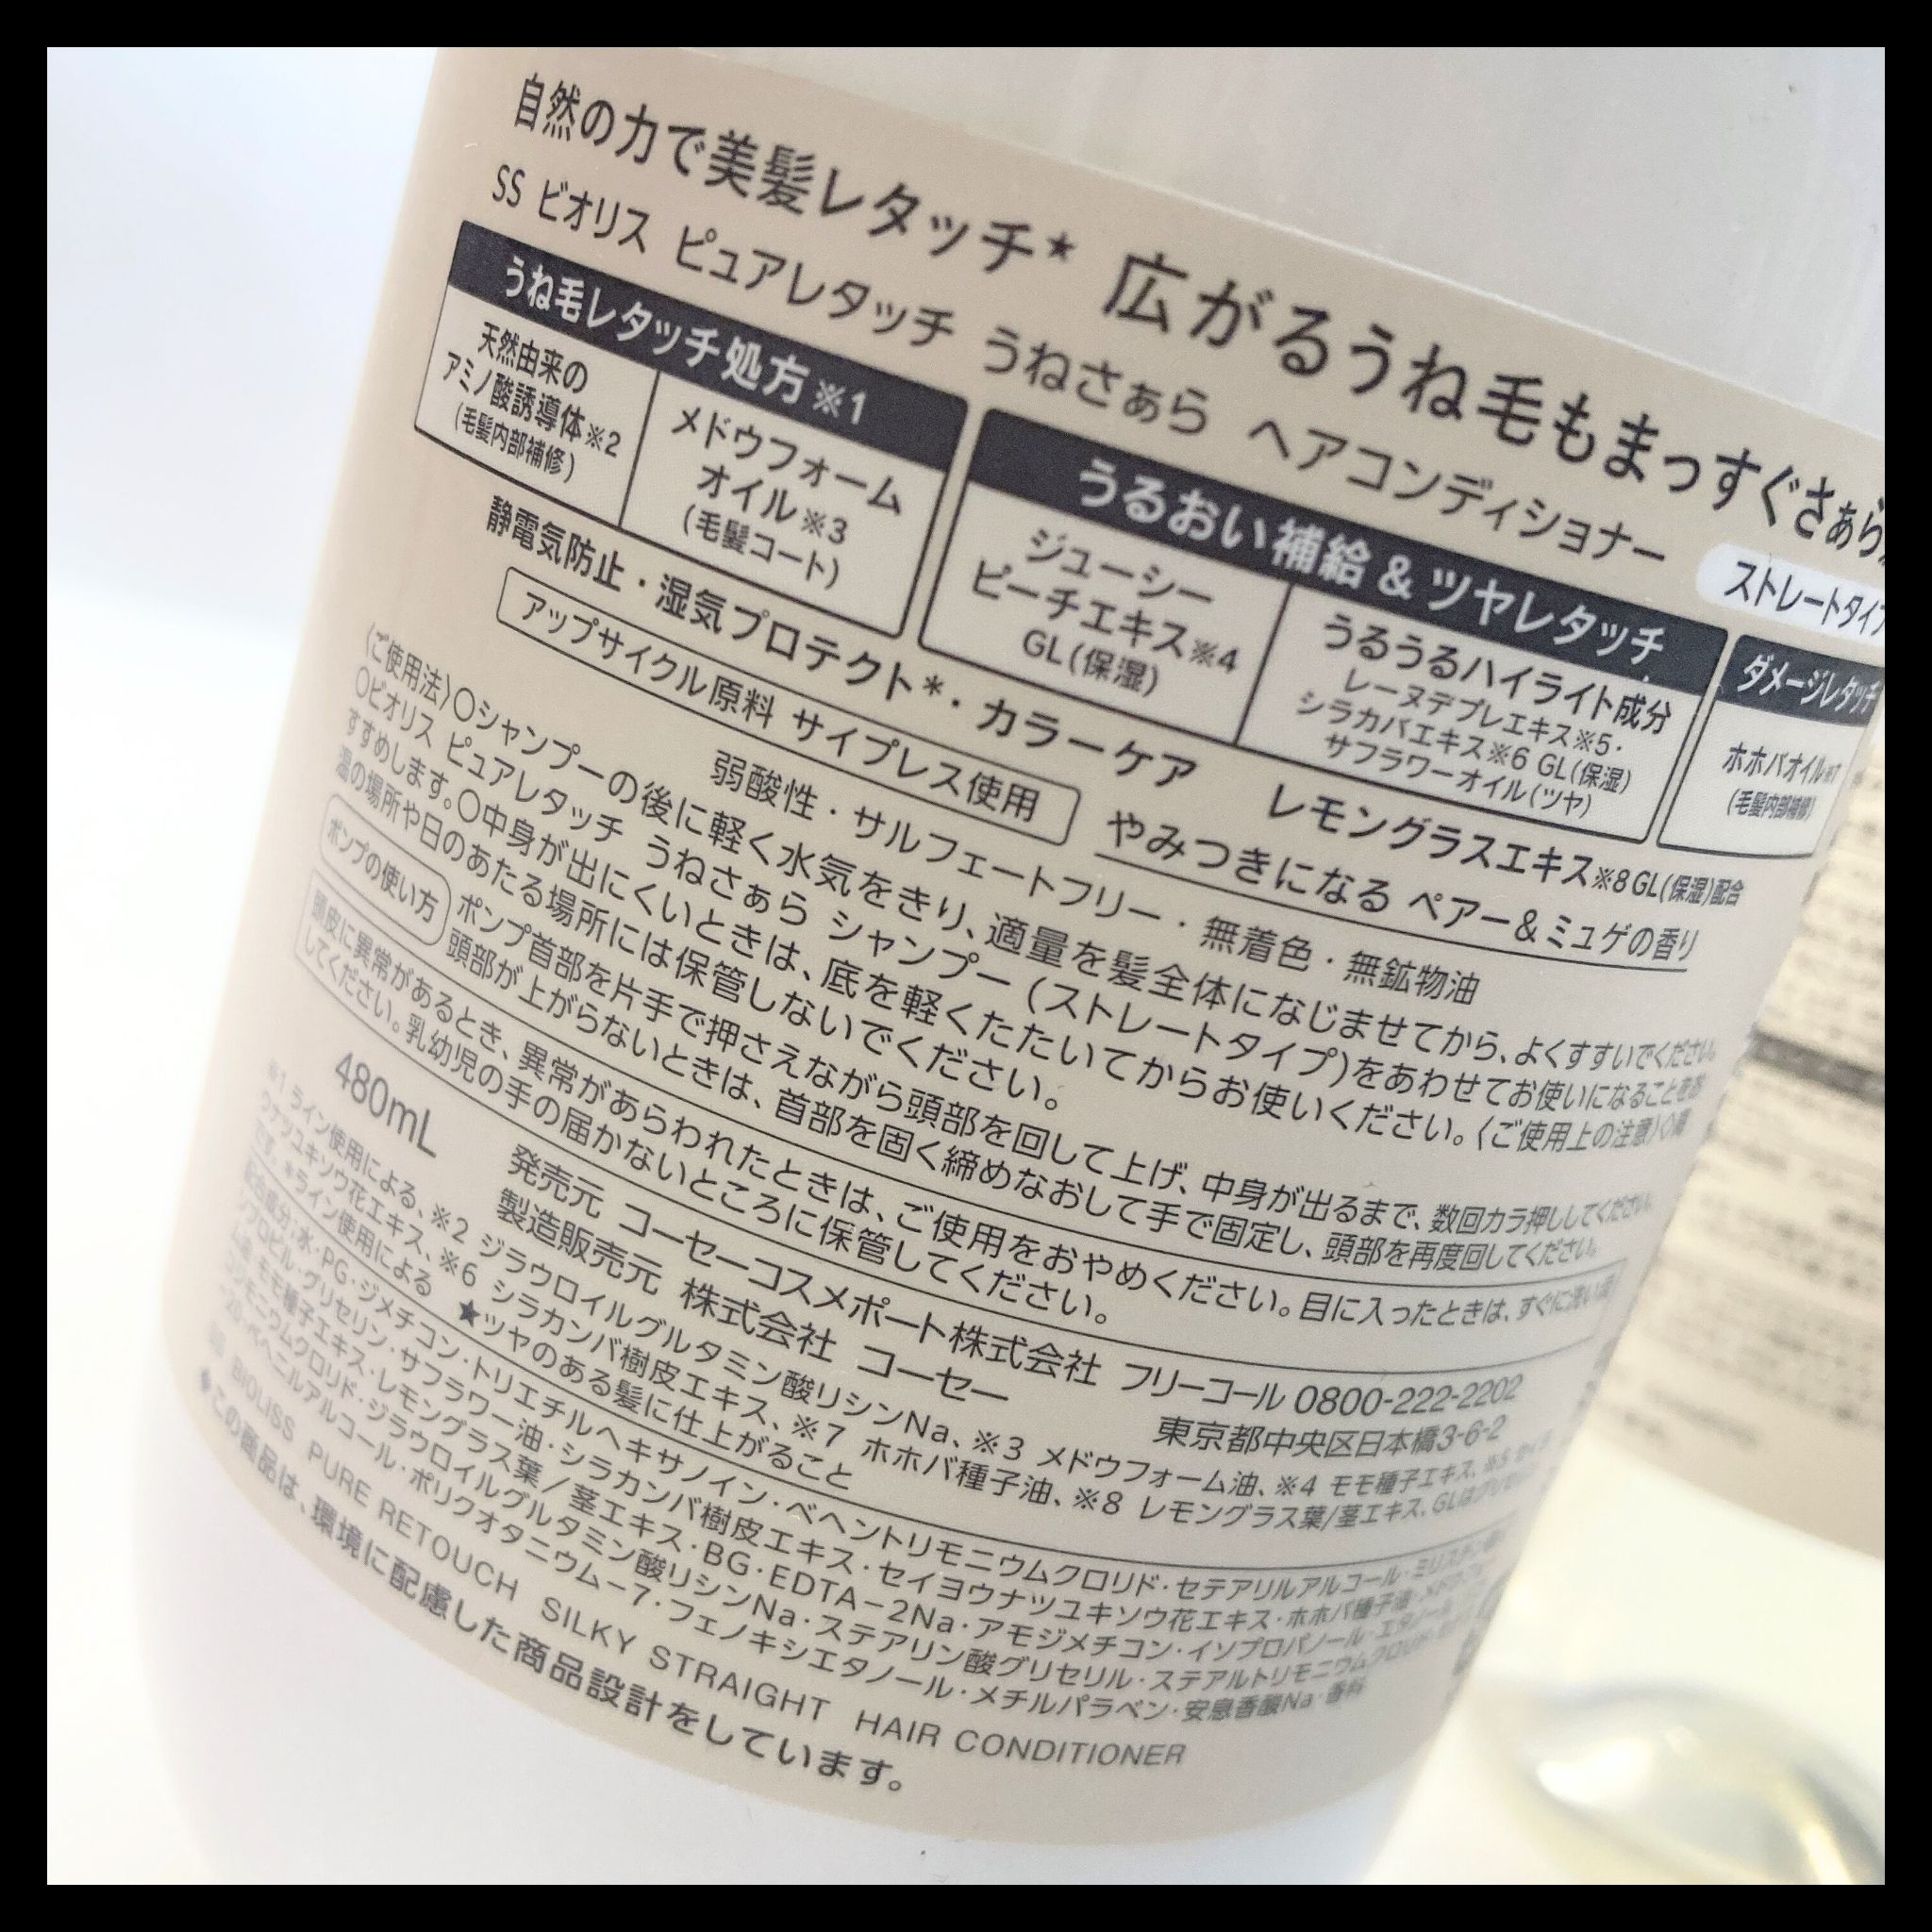 自然の力で美髪レタッチ★ 広がるうね毛もまっすぐさぁら
SS ビオリス ピュアレタッチ うねさぁら ヘアコンディショナー
ストレートタイプ
うね毛レタッチ処方※1
天然由来の
アミノ酸誘導体※2
(毛髪内部補修)
メドウフォーム
オイル※3
(毛髪コート)
うるおい補給&ツヤレタッチ
ジューシー
ピーチエキス※4
GL(保湿)
うるうるハイライト成分
レーヌデプレエキス※5・
シラカバエキス※6 GL(保湿)
サフラワーオイル(ツヤ)
ダメージレタッチ
ホホバオイル※7
(毛髪内部補修)
静電気防止・湿気プロテクト*・カラーケア レモングラスエキス※8GL(保湿)配合
アップサイクル原料 サイプレス使用
やみつきになる ペアー&ミュゲの香り
弱酸性・サルフェートフリー・無着色・無鉱物油
〈ご使用法〉○シャンプーの後に軽く水気をきり、適量を髪全体になじませてから、よくすすいでください。
○ビオリス ピュアレタッチ うねさぁら シャンプー(ストレートタイプ)をあわせてお使いになることをお
すすめします。○中身が出にくいときは、底を軽くたたいてからお使いください。〈ご使用上の注意〉◇高
温の場所や日のあたる場所には保管しないでください。
ポンプの使い方
ポンプ首部を片手で押さえながら頭部を回して上げ、中身が出るまで、数回カラ押ししてください。
頭部が上がらないときは、首部を固く締めなおして手で固定し、頭部を再度回してください。
頭皮に異常があるとき、異常があらわれたときは、ご使用をおやめください。目に入ったときは、すぐに洗い流
してください。乳幼児の手の届かないところに保管してください。
480mL
発売元 コーセーコスメポート株式会社 フリーコール 0800-222-2202
製造販売元 株式会社 コーセー 東京都中央区日本橋3-6-2
※1 ライン使用による、※2 ジラウロイルグルタミン酸リシンNa、※3 メドウフォーム油、※4 モモ種子エキス、※5
ウナツユキソウ花エキス、※6 シラカンバ樹皮エキス、※7 ホホバ種子油、※8 レモングラス葉/茎エキス、GLは
です。*ライン使用による ★ツヤのある髪に仕上がること
配合成分:水・PG・ジメチコン・トリエチルヘキサノイン・ベヘントリモニウムクロリド・セテアリルアルコール・ミリスチン酸
ソプロピル・グリセリン・サフラワー油・シラカンバ樹皮エキス・セイヨウナツユキソウ花エキス・ホホバ種子油・
ム油・モモ種子エキス・レモングラス葉/茎エキス・BG・EDTA-2Na・アモジメチコン・イソプロパノール・エタノール
リモニウムクロリド・ジラウロイルグルタミン酸リシンNa・ステアリン酸グリセリル・ステアルトリモニウムクロリド
-20・ベヘニルアルコール・ポリクオタニウム-7・フェノキシエタノール・メチルパラベン・安息香酸Na・香料
BIOLISS PURE RETOUCH SILKY STRAIGHT HAIR CONDITIONER
◆この商品は、環境に配慮した商品設計をしています。